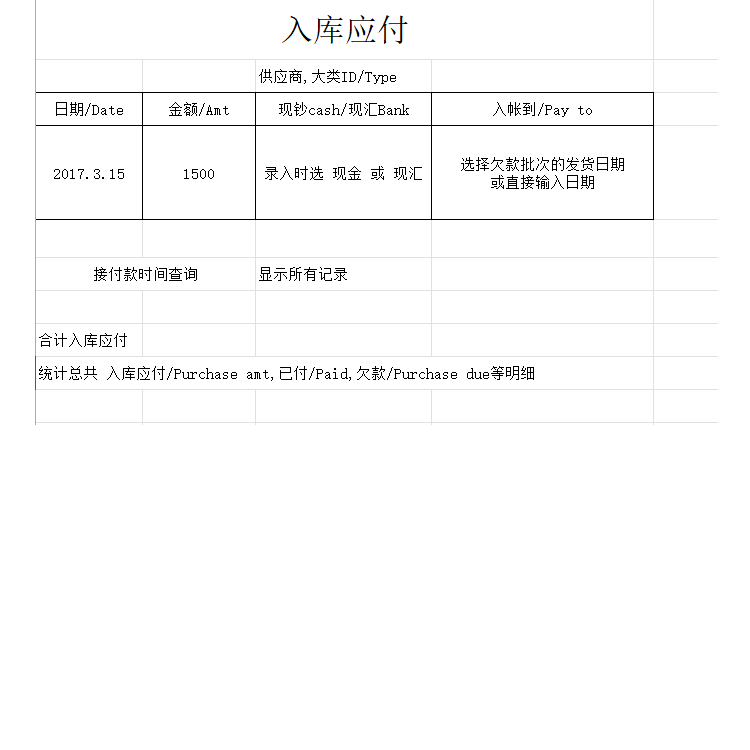 入库应付
供应商,大类ID/Type
日期/Date 金额/Amt 现钞cash/现汇Bank 入帐到/Pay to
2017.3.15 1500 录入时选 现金 或 现汇 选择欠款批次的发货日期
或直接输入日期
接付款时间查询 显示所有记录
合计入库应付
统计总共 入库应付/Purchase amt,已付/Paid,欠款/Purchase due等明细